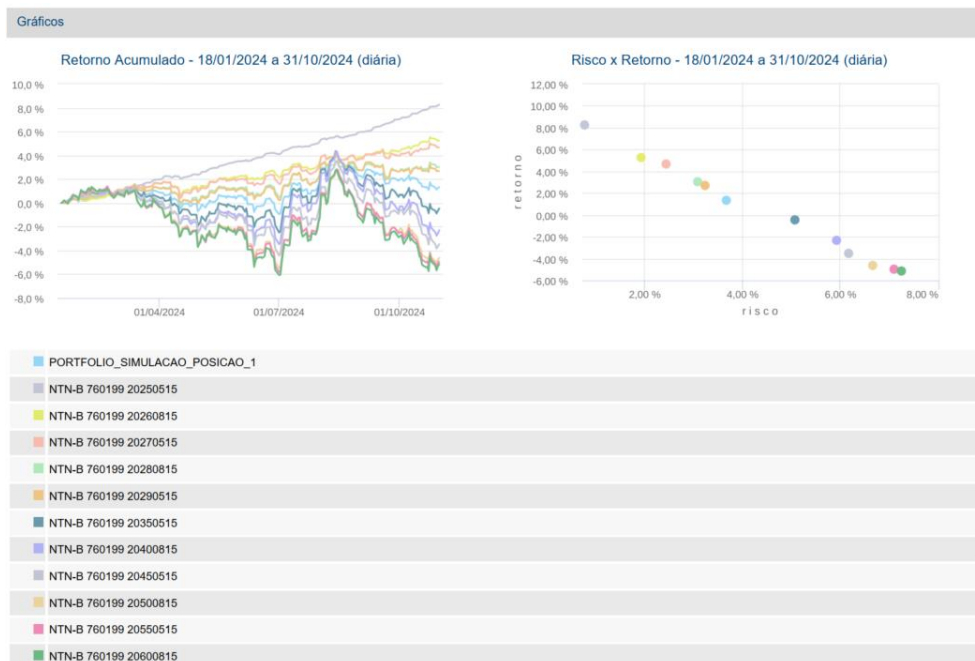 Gráficos
Retorno Acumulado - 18/01/2024 a 31/10/2024 (diária)
10,0 %
8,0 %
6,0 %
4,0 %
2,0 %
0,0 %
-2,0 %
-4,0 %
-6,0 %
-8,0 %
01/04/2024
01/07/2024
01/10/2024
Risco x Retorno - 18/01/2024 a 31/10/2024 (diária)
retorno
12,00 %
10,00 %
8,00 %
6,00 %
4,00 %
2,00 %
0,00 %
-2,00 %
-4,00 %
-6,00 %
2,00 %
4,00 %
6,00 %
8,00 %
risco
PORTFOLIO_SIMULACAO_POSICAO_1
NTN-B 760199 20250515
NTN-B 760199 20260815
NTN-B 760199 20270515
NTN-B 760199 20280815
NTN-B 760199 20290515
NTN-B 760199 20350515
NTN-B 760199 20400815
NTN-B 760199 20450515
NTN-B 760199 20500815
NTN-B 760199 20550515
NTN-B 760199 20600815